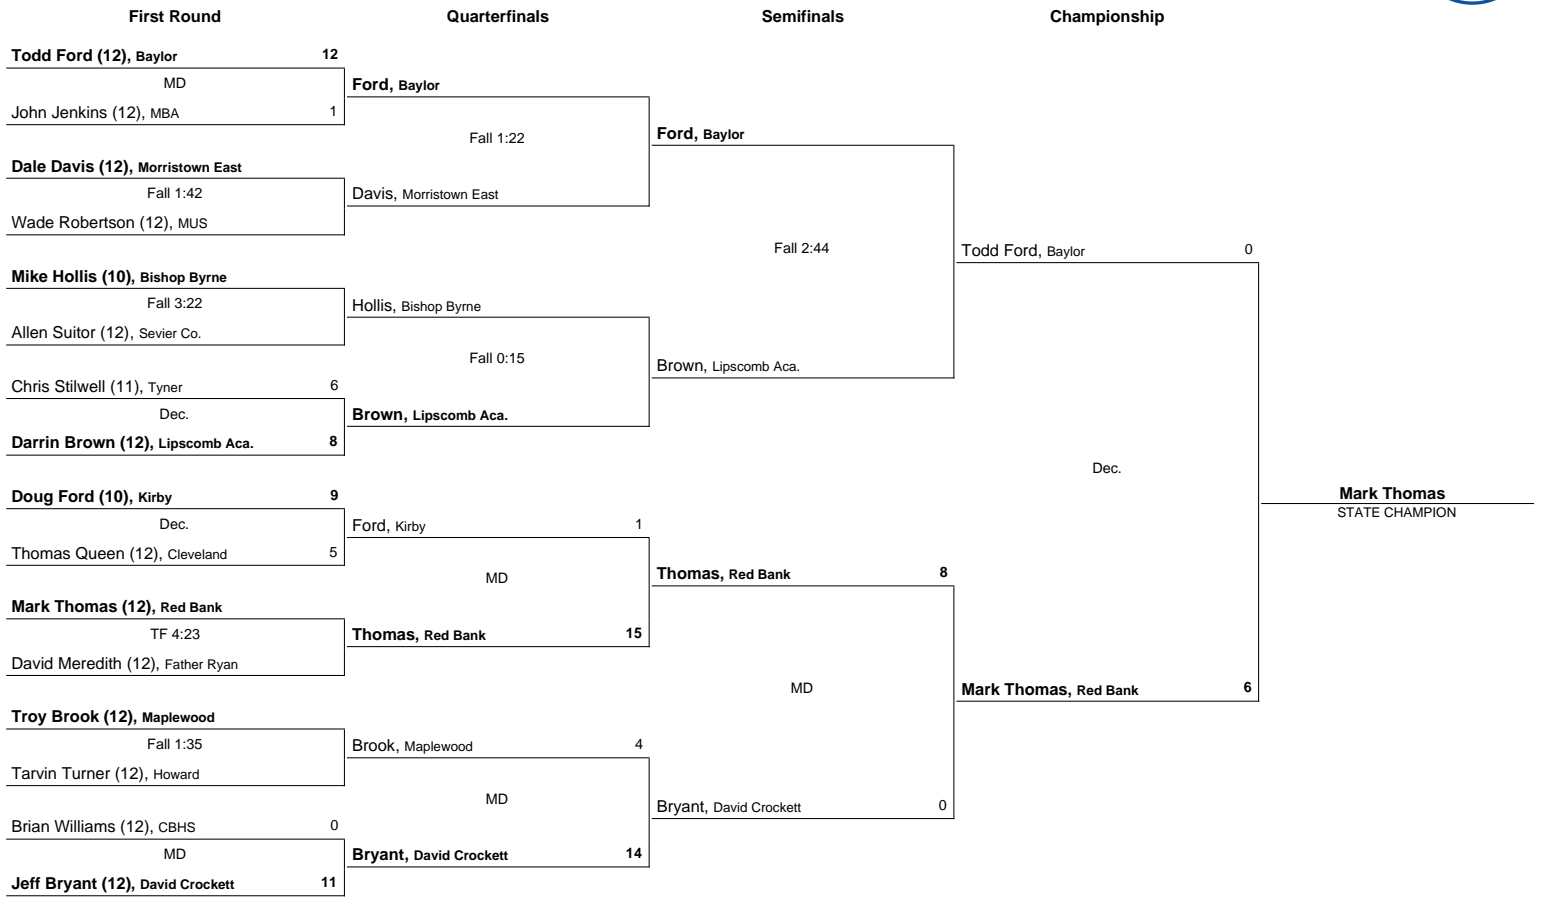 First Round
Quarterfinals
Semifinals
Championship
Todd Ford (12), Baylor 12
MD
John Jenkins (12), MBA 1
Dale Davis (12), Morristown East
Fall 1:42
Wade Robertson (12), MUS
Mike Hollis (10), Bishop Byrne
Fall 3:22
Allen Suitor (12), Sevier Co.
Chris Stilwell (11), Tyner 6
Dec.
Darrin Brown (12), Lipscomb Aca. 8
Doug Ford (10), Kirby 9
Dec.
Thomas Queen (12), Cleveland 5
Mark Thomas (12), Red Bank
TF 4:23
David Meredith (12), Father Ryan
Troy Brook (12), Maplewood
Fall 1:35
Tarvin Turner (12), Howard
Brian Williams (12), CBHS 0
MD
Jeff Bryant (12), David Crockett 11
Ford, Baylor
Fall 1:22
Davis, Morristown East
Hollis, Bishop Byrne
Fall 0:15
Brown, Lipscomb Aca.
Ford, Kirby 1
MD
Thomas, Red Bank 15
Brook, Maplewood 4
MD
Bryant, David Crockett 14
Ford, Baylor
Fall 2:44
Brown, Lipscomb Aca.
Thomas, Red Bank 8
MD
Bryant, David Crockett 0
Todd Ford, Baylor 0
Dec.
Mark Thomas, Red Bank 6
Mark Thomas
STATE CHAMPION